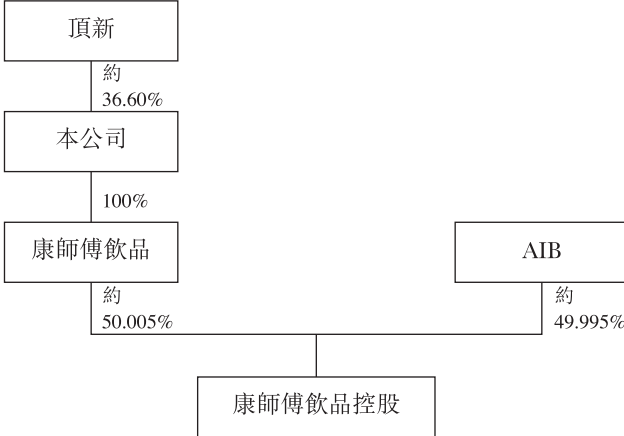 頂新
約
36.60%
本公司
100%
康師傅飲品
AIB
約
50.005%
約
49.995%
康師傅飲品控股